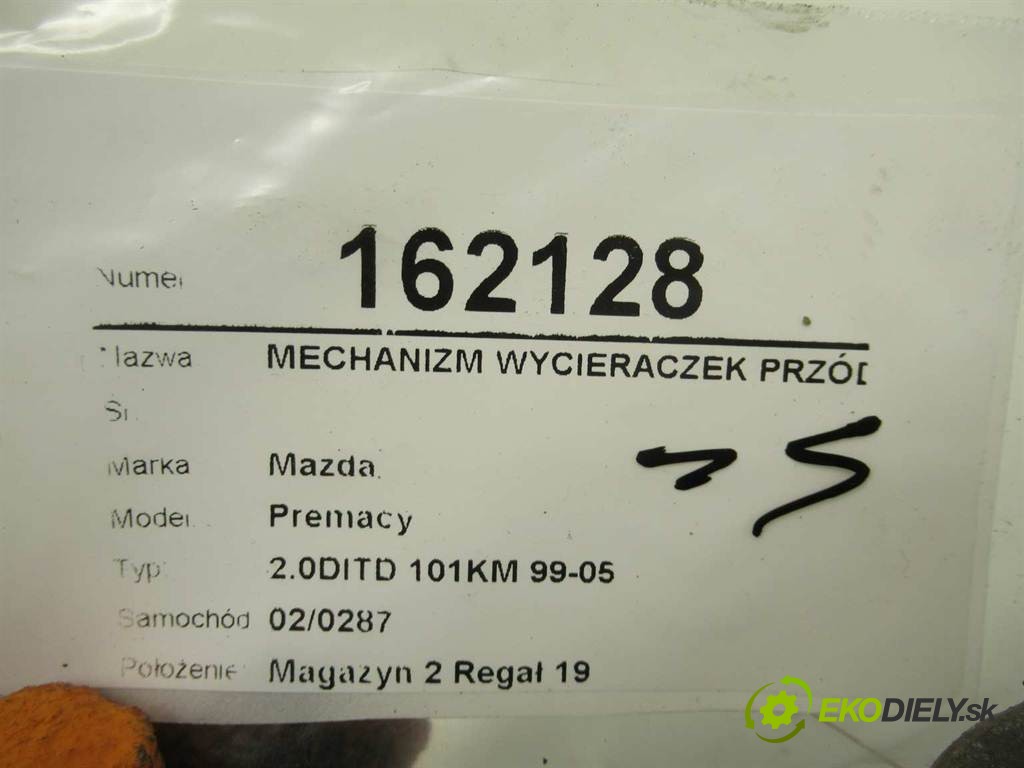 Numer 162128
Nazwa MECHANIZM WYCIERACZEK PRZÓD
Marka Mazda
Model Premacy
Typ 2.0DITD 101KM 99-05
Samochód 02/0287
Położenie Magazyn 2 Regał 19
EKODIELY.sk